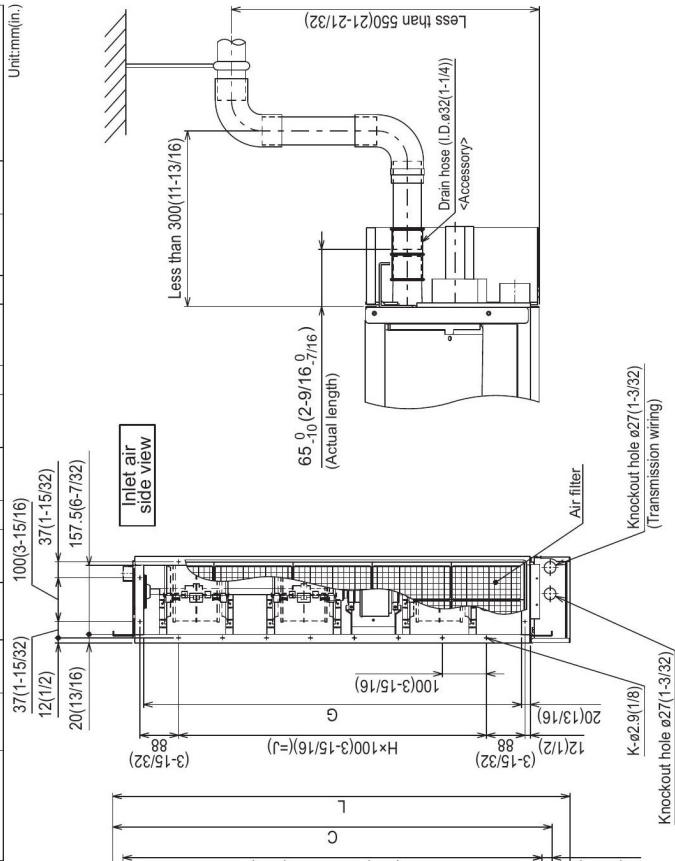 Unit:mm(in.)
Less than 550(21-21/32)
Less than 300(11-13/16)
Drain hose (I.D.ø32(1-1/4))
<Accessory>
65 0 -10 (2-9/16 0 -7/16)
(Actual length)
Inlet air
side view
100(3-15/16)
37(1-15/32)
157.5(6-7/32)
37(1-15/32)
12(1/2)
20(13/16)
Air filter
Knockout hole ø27(1-3/32)
(Transmission wiring)
100(3-15/16)
G
20(13/16)
88
(3-15/32)
H×100(3-15/16)(=J)
88
(3-15/32)
12(1/2)
K-ø2.9(1/8)
Knockout hole ø27(1-3/32)
L
C